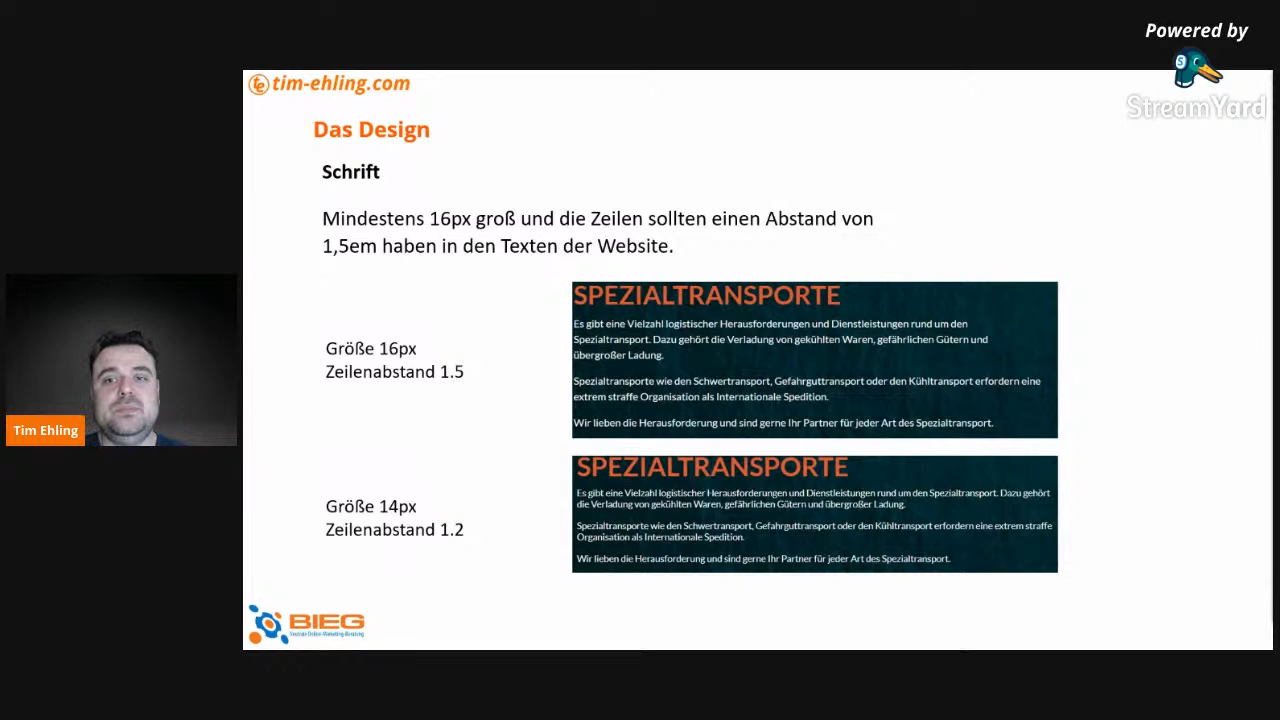 Powered by
StreamYard
tim-ehling.com
Das Design
Schrift
Mindestens 16px groß und die Zeilen sollten einen Abstand von
1,5em haben in den Texten der Website.
Größe 16px
Zeilenabstand 1.5
SPEZIALTRANSPORTE
Es gibt eine Vielzahl logistischer Herausforderungen und Dienstleistungen rund um den
Spezialtransport. Dazu gehört die Verladung von gekühlten Waren, gefährlichen Gütern und
übergroßer Ladung.
Spezialtransporte wie den Schwertransport, Gefahrguttransport oder den Kühltransport erfordern eine
extrem straffe Organisation als Internationale Spedition.
Wir lieben die Herausforderung und sind gerne Ihr Partner für jeder Art des Spezialtransport.
Tim Ehling
Größe 14px
Zeilenabstand 1.2
SPEZIALTRANSPORTE
Es gibt eine Vielzahl logistischer Herausforderungen und Dienstleistungen rund um den Spezialtransport. Dazu gehört
die Verladung von gekühlten Waren, gefährlichen Gütern und übergroßer Ladung.
Spezialtransporte wie den Schwertransport, Gefahrguttransport oder den Kühltransport erfordern eine extrem straffe
Organisation als Internationale Spedition.
Wir lieben die Herausforderung und sind gerne Ihr Partner für jeder Art des Spezialtransport.
BIEG
Online-Marketing-Beratung